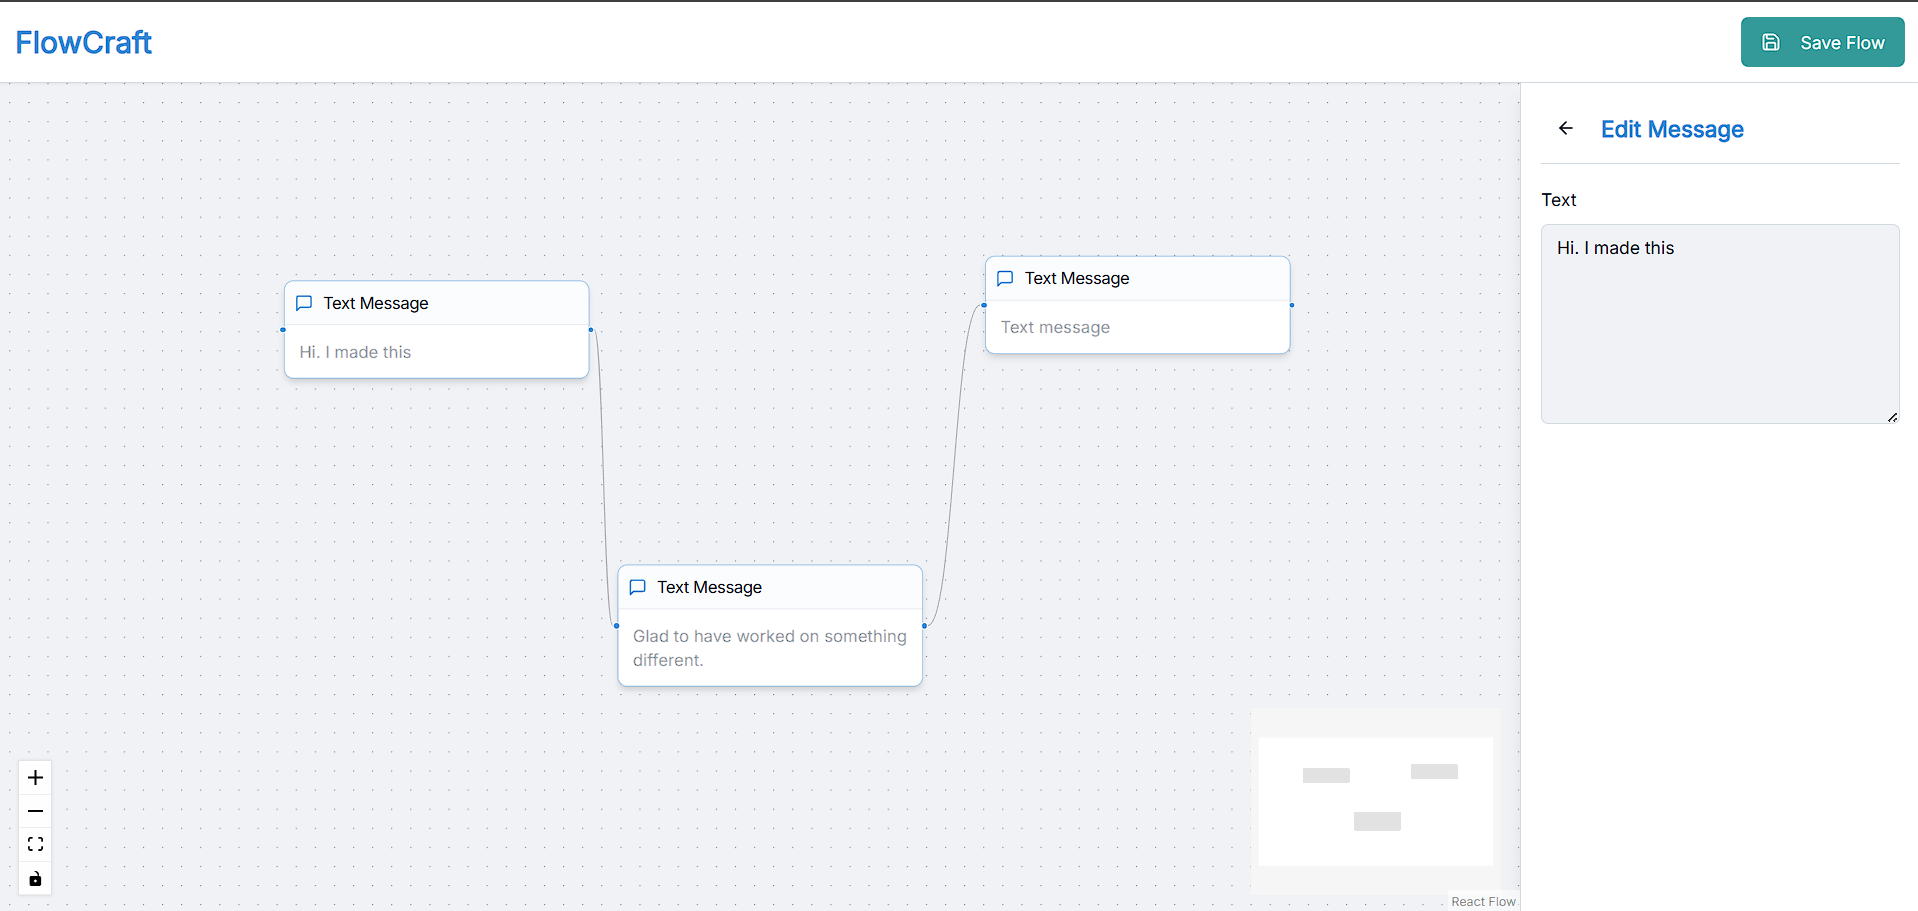 FlowCraft
Save Flow
Edit Message
Text
Hi. I made this
Text Message
Hi. I made this
Text Message
Text message
Text Message
Glad to have worked on something
different.
React Flow